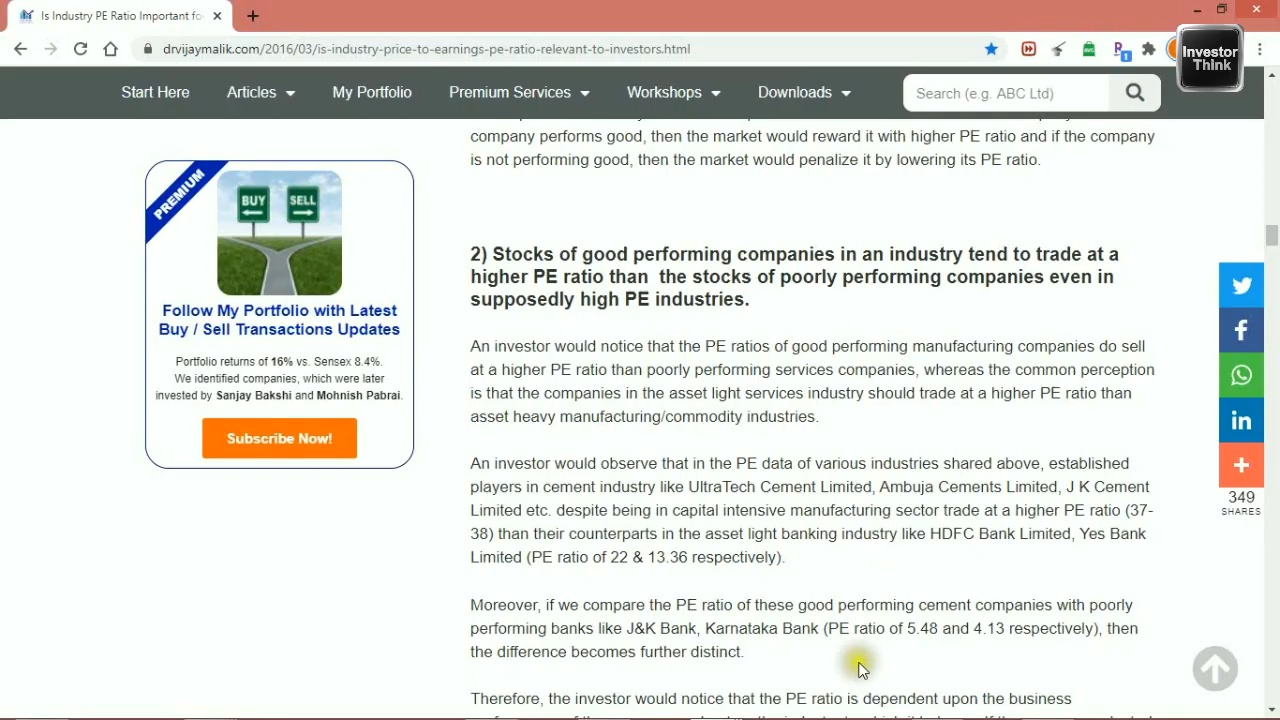 Is Industry PE Ratio Important fo
drvijaymalik.com/2016/03/is-industry-price-to-earnings-pe-ratio-relevant-to-investors.html
Investor
Think
Start Here
Articles
My Portfolio
Premium Services
Workshops
Downloads
Search (e.g. ABC Ltd)
company performs good, then the market would reward it with higher PE ratio and if the company
is not performing good, then the market would penalize it by lowering its PE ratio.
PREMIUM
BUY
SELL
Follow My Portfolio with Latest
Buy / Sell Transactions Updates
Portfolio returns of 16% vs. Sensex 8.4%.
We identified companies, which were later
invested by Sanjay Bakshi and Mohnish Pabrai.
Subscribe Now!
2) Stocks of good performing companies in an industry tend to trade at a
higher PE ratio than the stocks of poorly performing companies even in
supposedly high PE industries.
An investor would notice that the PE ratios of good performing manufacturing companies do sell
at a higher PE ratio than poorly performing services companies, whereas the common perception
is that the companies in the asset light services industry should trade at a higher PE ratio than
asset heavy manufacturing/commodity industries.
An investor would observe that in the PE data of various industries shared above, established
players in cement industry like UltraTech Cement Limited, Ambuja Cements Limited, J K Cement
Limited etc. despite being in capital intensive manufacturing sector trade at a higher PE ratio (37-
38) than their counterparts in the asset light banking industry like HDFC Bank Limited, Yes Bank
Limited (PE ratio of 22 & 13.36 respectively).
Moreover, if we compare the PE ratio of these good performing cement companies with poorly
performing banks like J&K Bank, Karnataka Bank (PE ratio of 5.48 and 4.13 respectively), then
the difference becomes further distinct.
Therefore, the investor would notice that the PE ratio is dependent upon the business
349
SHARES